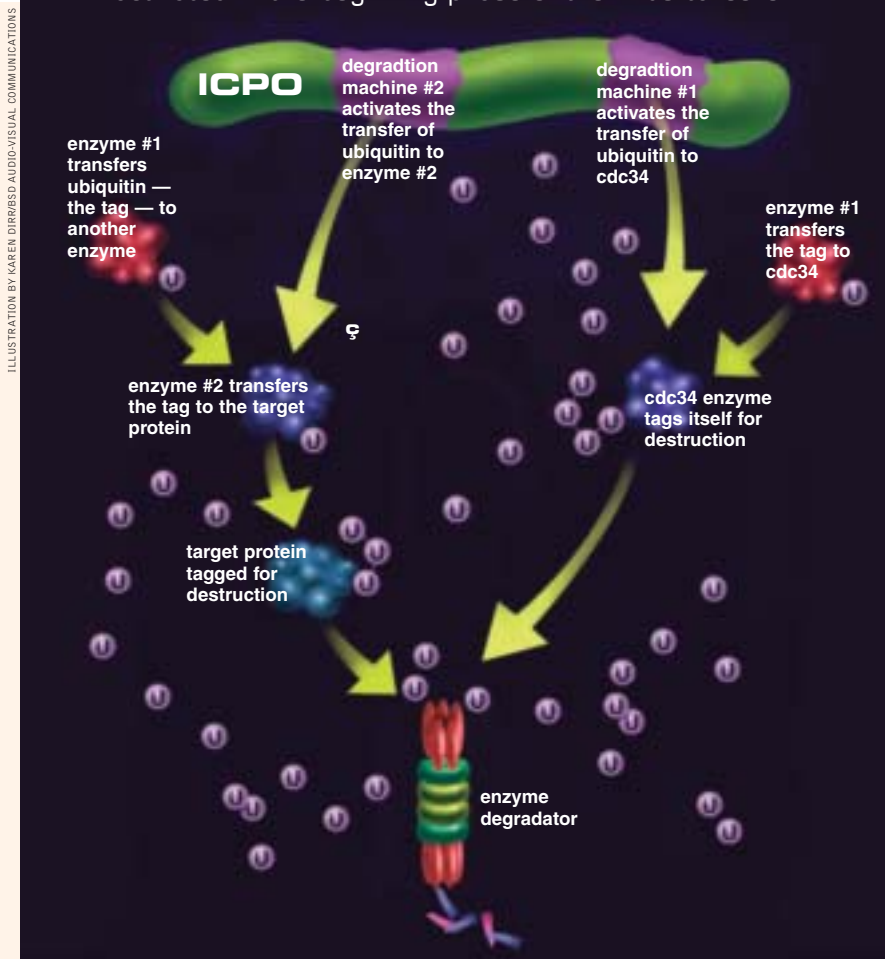 ICPO
degradtion
machine #2
activates the
transfer of
ubiquitin to
enzyme #2
degradtion
machine #1
activates the
transfer of
ubiquitin to
cdc34
enzyme #1
transfers
ubiquitin —
the tag — to
another
enzyme
enzyme #1
transfers
the tag to
cdc34
ç
enzyme #2 transfers
the tag to the target
protein
cdc34 enzyme
tags itself for
destruction
target protein
tagged for
destruction
enzyme
degradator
ILLUSTRATION BY KAREN DIRR/BSD AUDIO-VISUAL COMMUNICATIONS